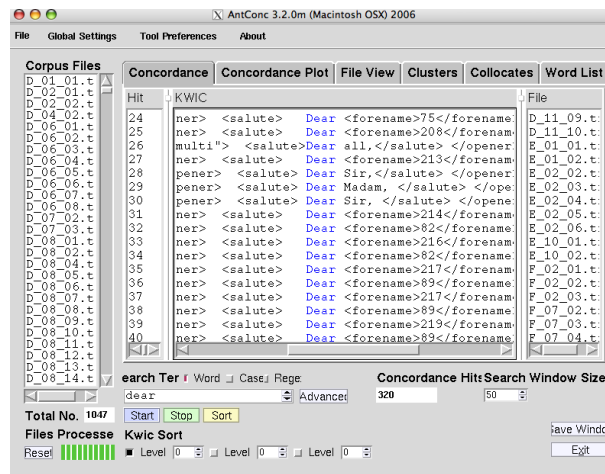 AntConc 3.2.0m (Macintosh OSX) 2006
File Global Settings Tool Preferences About
Corpus Files
D_01_01.t
D_02_01.t
D_02_02.t
D_04_02.t
D_06_01.t
D_06_02.t
D_06_04.t
D_06_05.t
D_06_06.t
D_06_07.t
D_06_08.t
D_07_02.t
D_07_03.t
D_08_01.t
D_08_02.t
D_08_04.t
D_08_05.t
D_08_06.t
D_08_07.t
D_08_08.t
D_08_09.t
D_08_10.t
D_08_11.t
D_08_12.t
D_08_13.t
D_08_14.t
Total No. 1047
Files Processe
Reset
Concordance Concordance Plot File View Clusters Collocates Word List
Hit KWIC File
24 ner> <salute> Dear <forename>75</forename D_11_09.t
25 ner> <salute> Dear <forename>208</forenam D_11_10.t
26 multi"> <salute>Dear all,</salute> </opener E_01_01.t
27 ner> <salute> Dear <forename>213</forenam E_01_02.t
28 pener> <salute> Dear Sir,</salute> </opener E_02_02.t
29 pener> <salute> Dear Madam, </salute> </ope E_02_03.t
30 pener> <salute> Dear Sir, </salute> </opene E_02_04.t
31 ner> <salute> Dear <forename>214</forenam E_02_05.t
32 ner> <salute> Dear <forename>82</forename E_02_06.t
33 ner> <salute> Dear <forename>216</forenam E_10_01.t
34 ner> <salute> Dear <forename>82</forename E_10_02.t
35 ner> <salute> Dear <forename>217</forenam F_02_01.t
36 ner> <salute> Dear <forename>89</forename F_02_02.t
37 ner> <salute> Dear <forename>217</forenam F_02_03.t
38 ner> <salute> Dear <forename>89</forename F_07_02.t
39 ner> <salute> Dear <forename>219</forenam F_07_03.t
40 ner> <salute> Dear <forename>89</forename F_07_04.t
earch Ter Word Case Rege Concordance Hits Search Window Size
dear Advanced 320 50
Start Stop Sort
Kwic Sort
Level 0 Level 0 Level 0
Save Windo
Exit